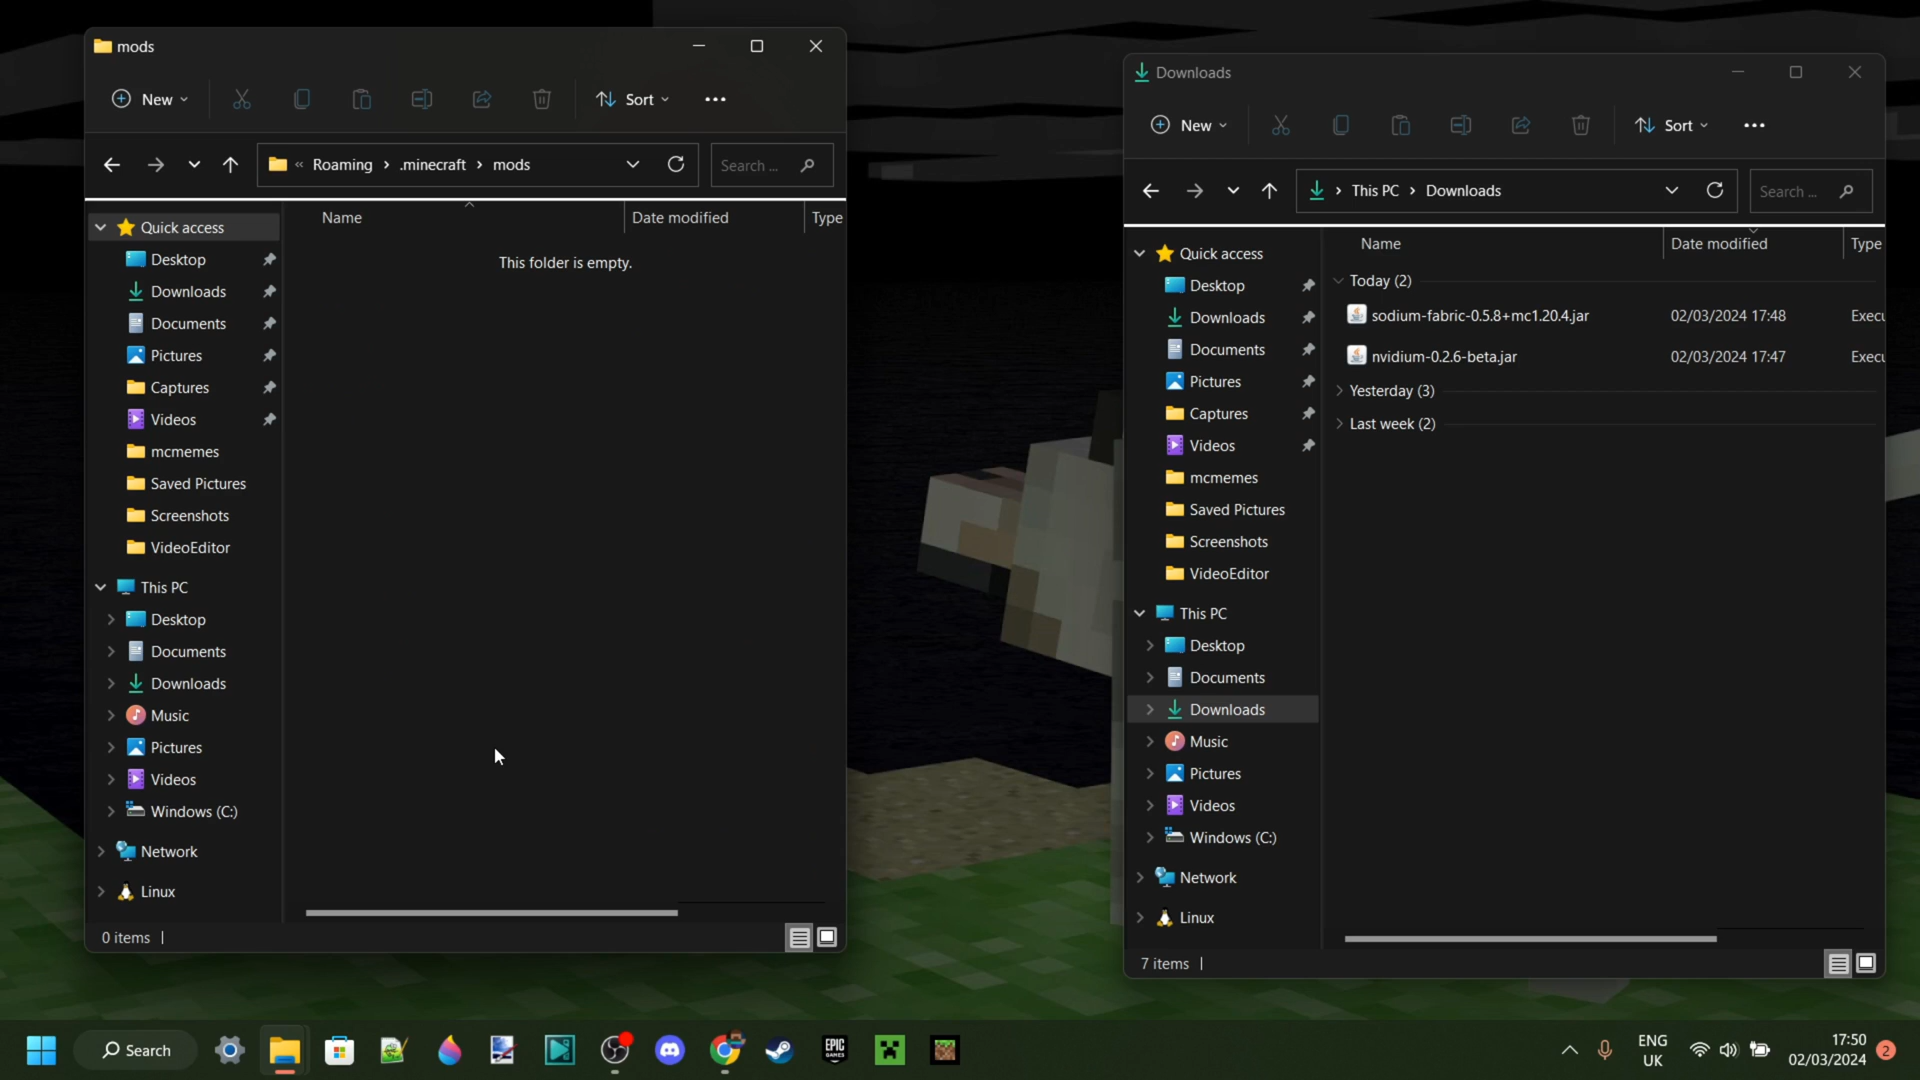 mods
New
Sort
« Roaming > .minecraft > mods
Search ...
Name
Date modified
Type
This folder is empty.
Quick access
Desktop
Downloads
Documents
Pictures
Captures
Videos
mcmemes
Saved Pictures
Screenshots
VideoEditor
This PC
Desktop
Documents
Downloads
Music
Pictures
Videos
Windows (C:)
Network
Linux
0 items
Downloads
New
Sort
> This PC > Downloads
Search ...
Name
Date modified
Type
Today (2)
sodium-fabric-0.5.8+mc1.20.4.jar 02/03/2024 17:48 Execu
nvidium-0.2.6-beta.jar 02/03/2024 17:47 Execu
Yesterday (3)
Last week (2)
Quick access
Desktop
Downloads
Documents
Pictures
Captures
Videos
mcmemes
Saved Pictures
Screenshots
VideoEditor
This PC
Desktop
Documents
Downloads
Music
Pictures
Videos
Windows (C:)
Network
Linux
7 items
Search
EPIC
GAMES
ENG
UK
17:50
02/03/2024
2